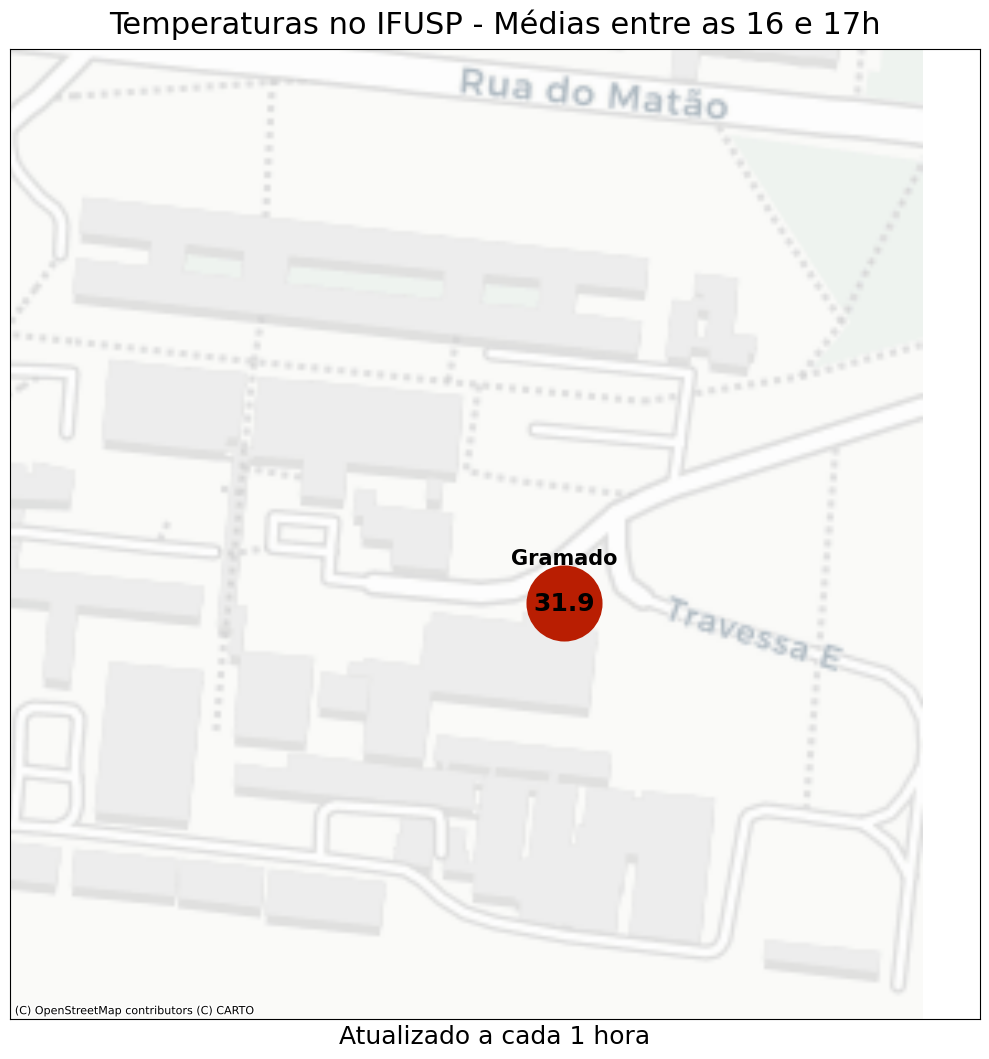 Temperaturas no IFUSP - Médias entre as 16 e 17h
Rua do Matão
Gramado
31.9
Travessa E
(C) OpenStreetMap contributors (C) CARTO
Atualizado a cada 1 hora